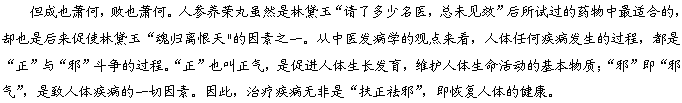 但成也萧何，败也萧何。人参养荣丸虽然是林黛玉“请了多少名医，总未见效”后所试过的药物中最适合的，
却也是后来促使林黛玉“魂归离恨天"的因素之一。从中医发病学的观点来看，人体任何疾病发生的过程，都是
“正”与“邪”斗争的过程。“正”也叫正气，是促进人体生长发育，维护人体生命活动的基本物质；“邪”即“邪
气”，是致人体疾病的一切因素。因此，治疗疾病无非是“扶正祛邪”，即恢复人体的健康。